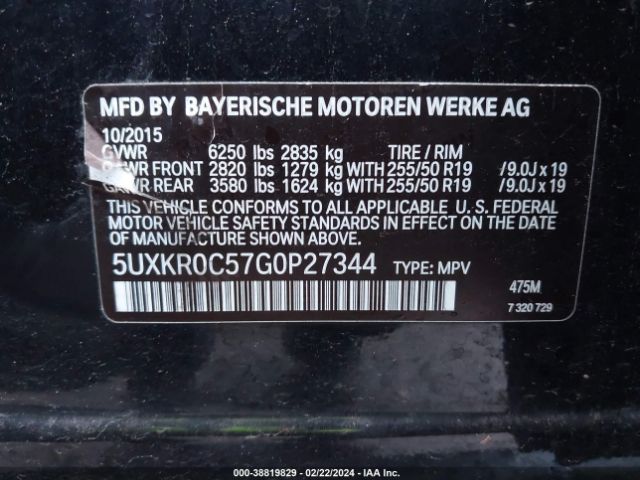 MFD BY BAYERISCHE MOTOREN WERKE AG
10/2015
GVWR 6250 lbs 2835 kg TIRE / RIM
GAWR FRONT 2820 lbs 1279 kg WITH 255/50 R19 /9.0J x 19
GAWR REAR 3580 lbs 1624 kg WITH 255/50 R19 /9.0J x 19
THIS VEHICLE CONFORMS TO ALL APPLICABLE U. S. FEDERAL
MOTOR VEHICLE SAFETY STANDARDS IN EFFECT ON THE DATE
OF MANUFACTURE SHOWN ABOVE.
5UXKR0C57G0P27344 TYPE: MPV
475M
7 320 729
000-38819829 - 02/22/2024 - IAA Inc.